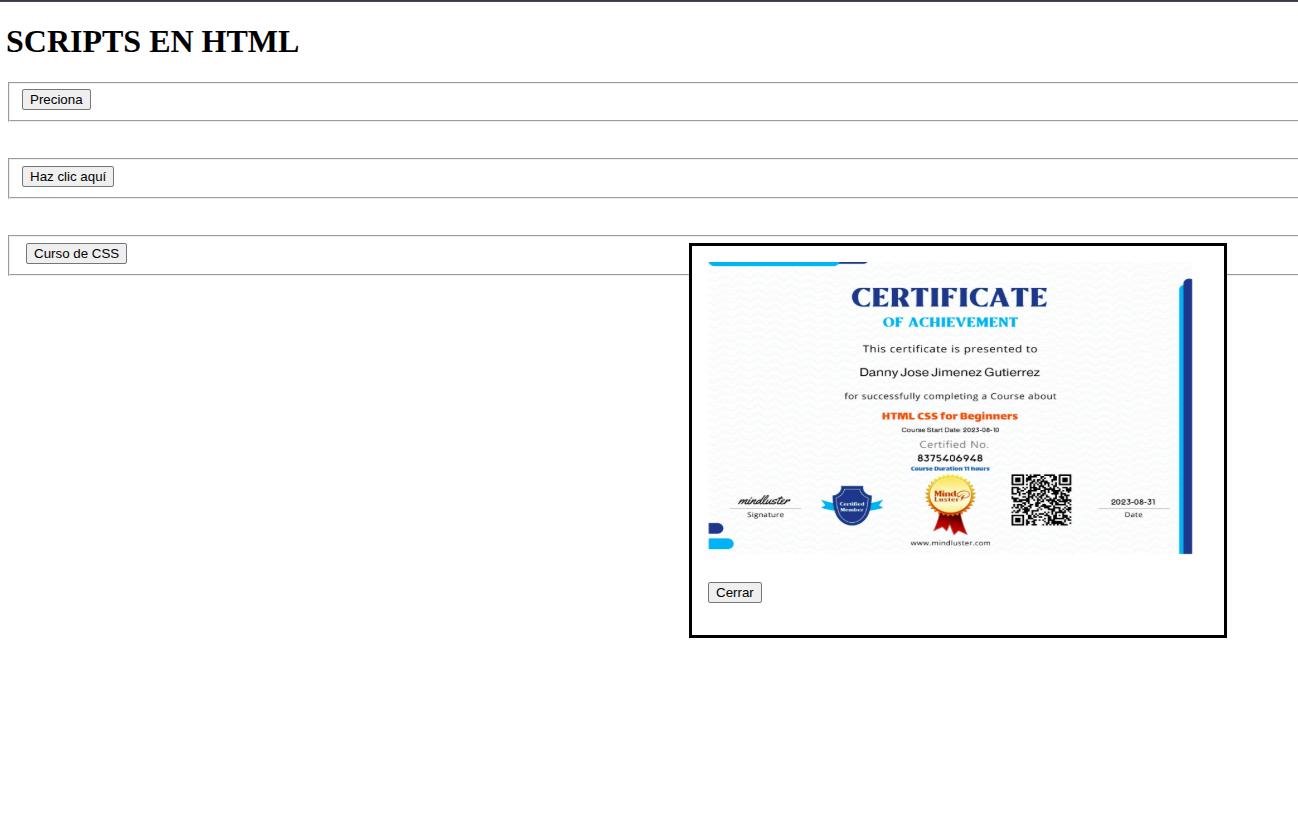 SCRIPTS EN HTML
Preciona
Haz clic aquí
Curso de CSS
CERTIFICATE
OF ACHIEVEMENT
This certificate is presented to
Danny Jose Jimenez Gutierrez
for successfully completing a Course about
HTML CSS for Beginners
Course Start Date: 2023-08-10
Certified No.
8375406948
Course Duration 11 hours
mindluster
Signature
Certified
Member
Mind
Luster
2023-08-31
Date
www.mindluster.com
Cerrar